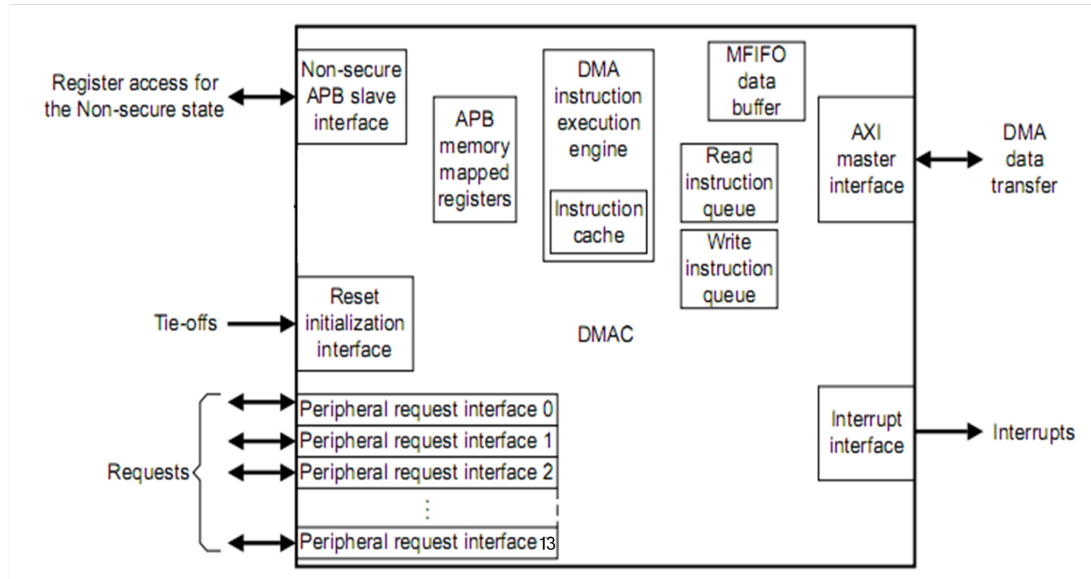 Register access for
the Non-secure state
Non-secure
APB slave
interface
APB
memory
mapped
registers
DMA
instruction
execution
engine
Instruction
cache
MFIFO
data
buffer
Read
instruction
queue
Write
instruction
queue
AXI
master
interface
DMA
data
transfer
Tie-offs
Reset
initialization
interface
DMAC
Requests
Peripheral request interface 0
Peripheral request interface 1
Peripheral request interface 2
⋮
Peripheral request interface 13
Interrupt
interface
Interrupts